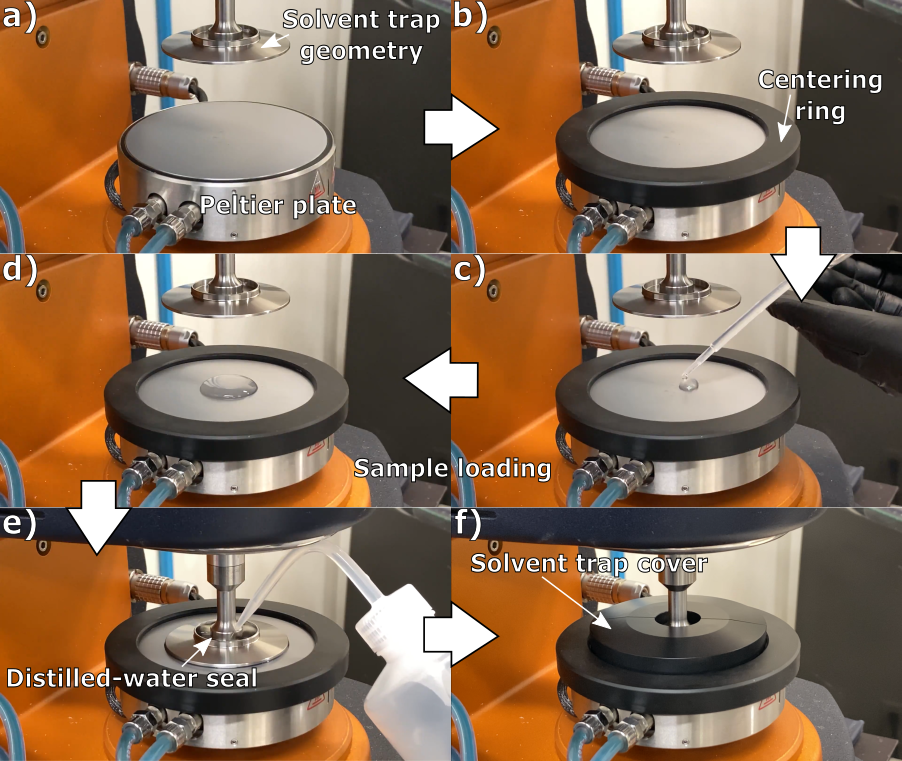 a)
Solvent trap
geometry
Peltier plate
b)
Centering
ring
c)
d)
Sample loading
e)
Distilled-water seal
f)
Solvent trap cover